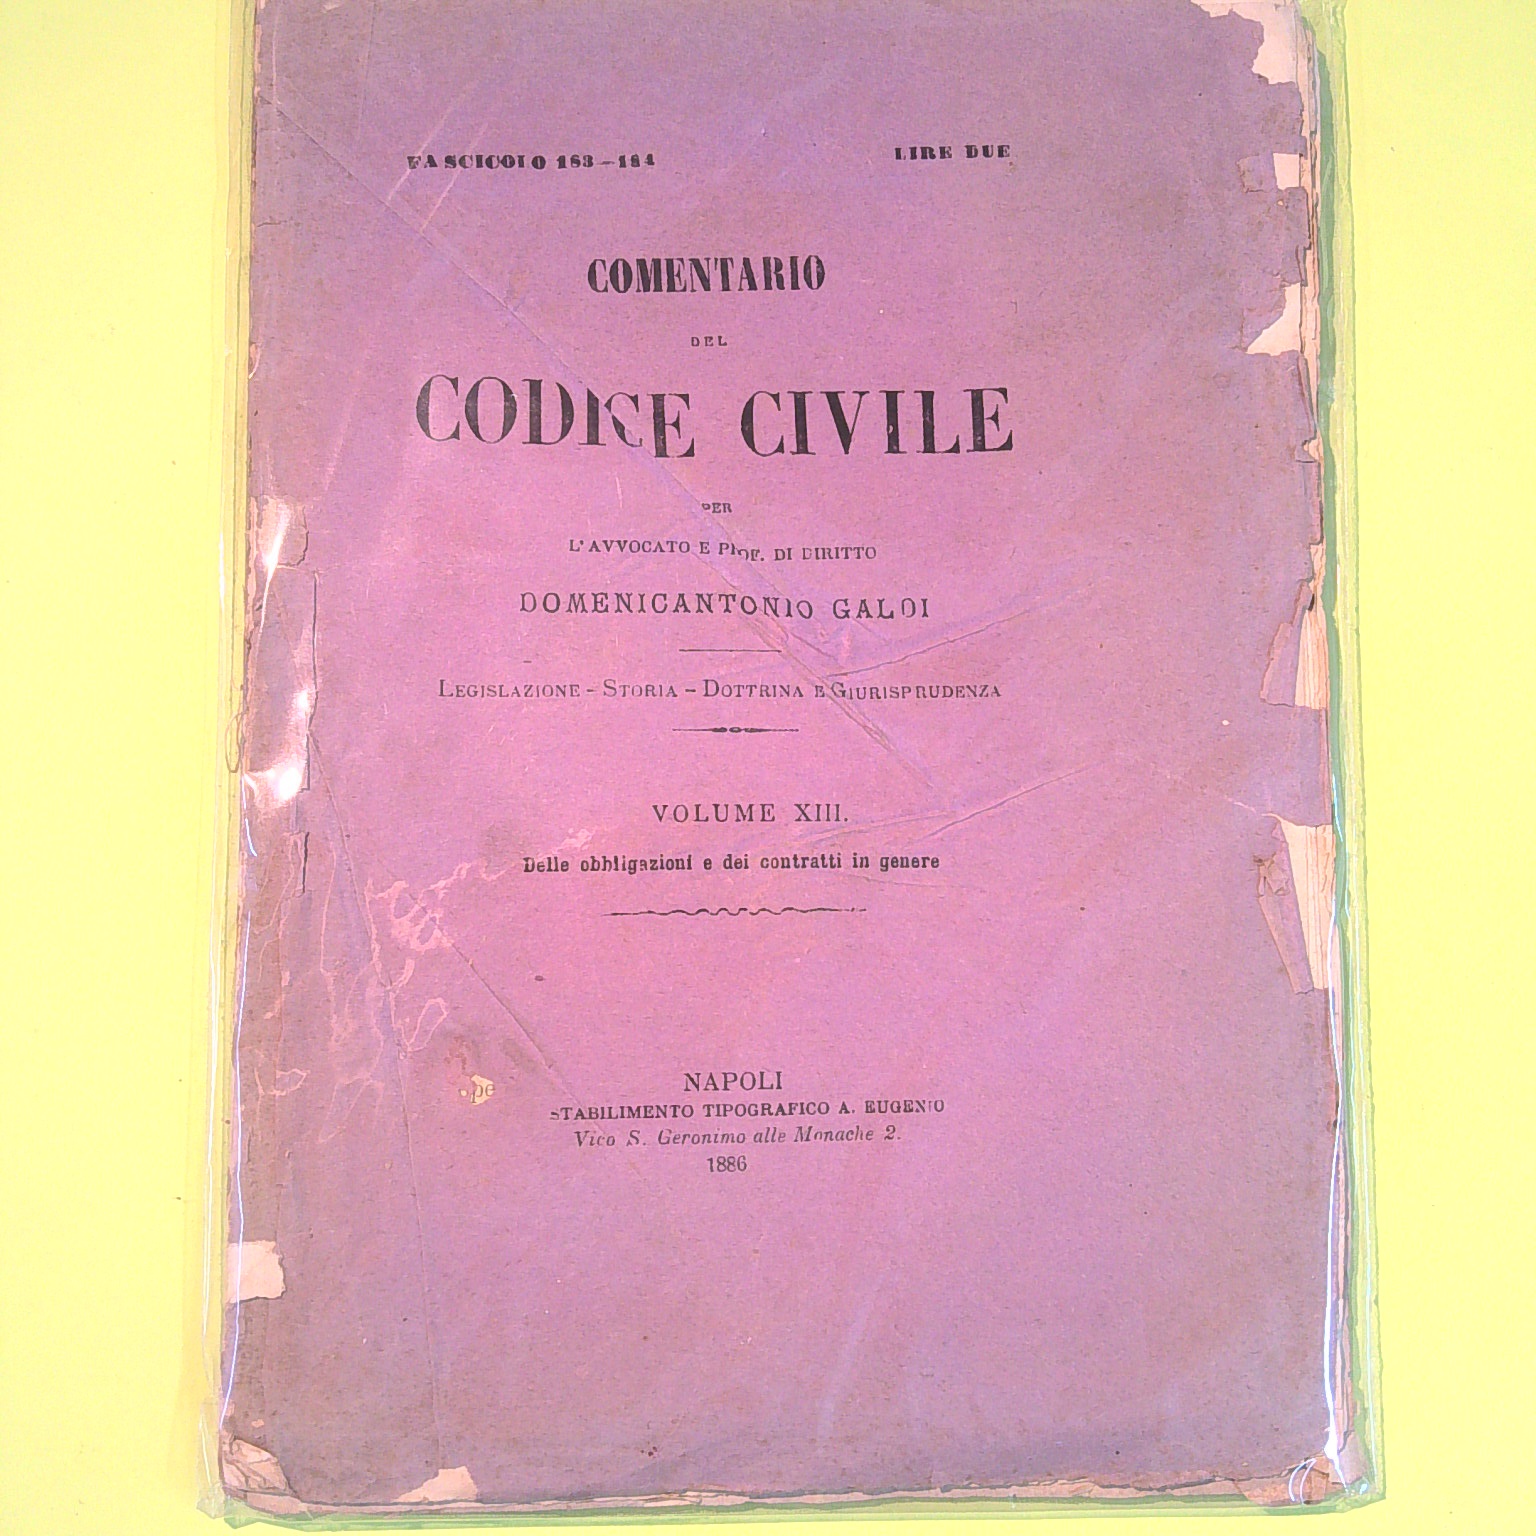 FASCICOLO 183-184
LIRE DUE
COMENTARIO
DEL
CODICE CIVILE
PER
L'AVVOCATO E PROF. DI DIRITTO
DOMENICANTONIO GALDI
LEGISLAZIONE - STORIA - DOTTRINA E GIURISPRUDENZA
VOLUME XIII.
Delle obbligazioni e dei contratti in genere
NAPOLI
STABILIMENTO TIPOGRAFICO A. EUGENIO
Vico S. Geronimo alle Monache 2.
1886